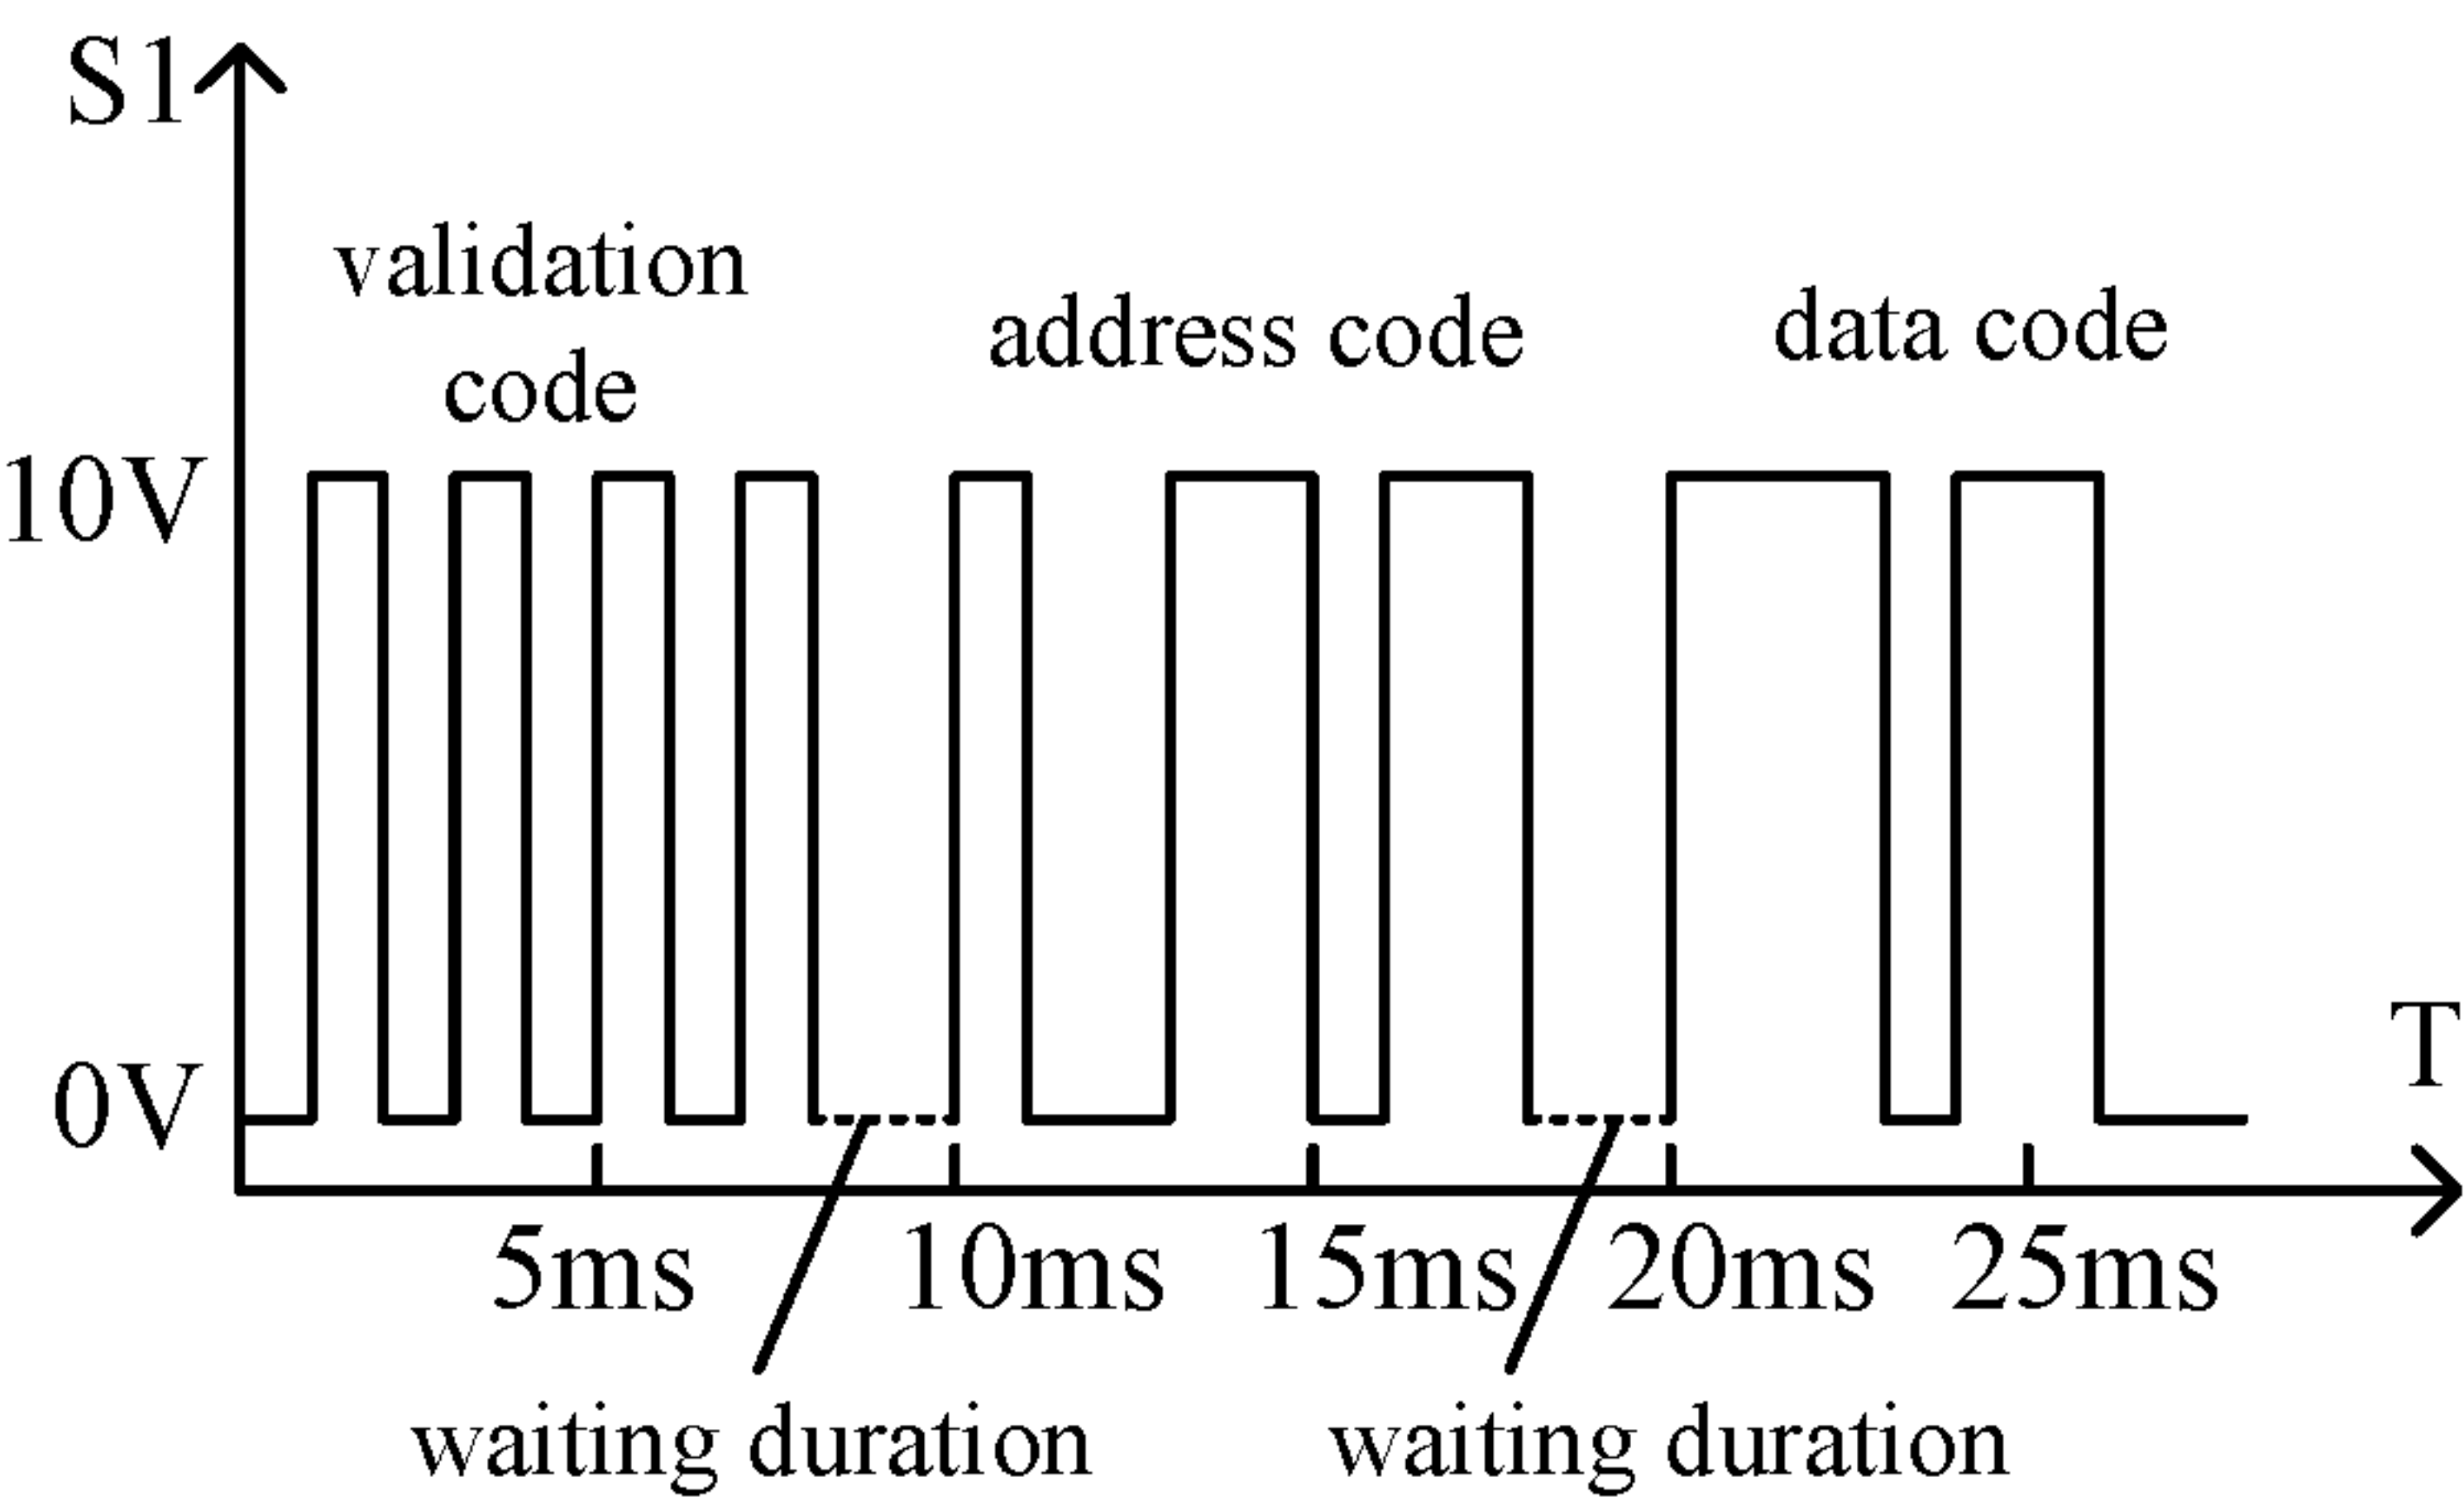 S1
validation
code
address code
data code
10V
0V
T
5ms
10ms
15ms
20ms
25ms
waiting duration
waiting duration